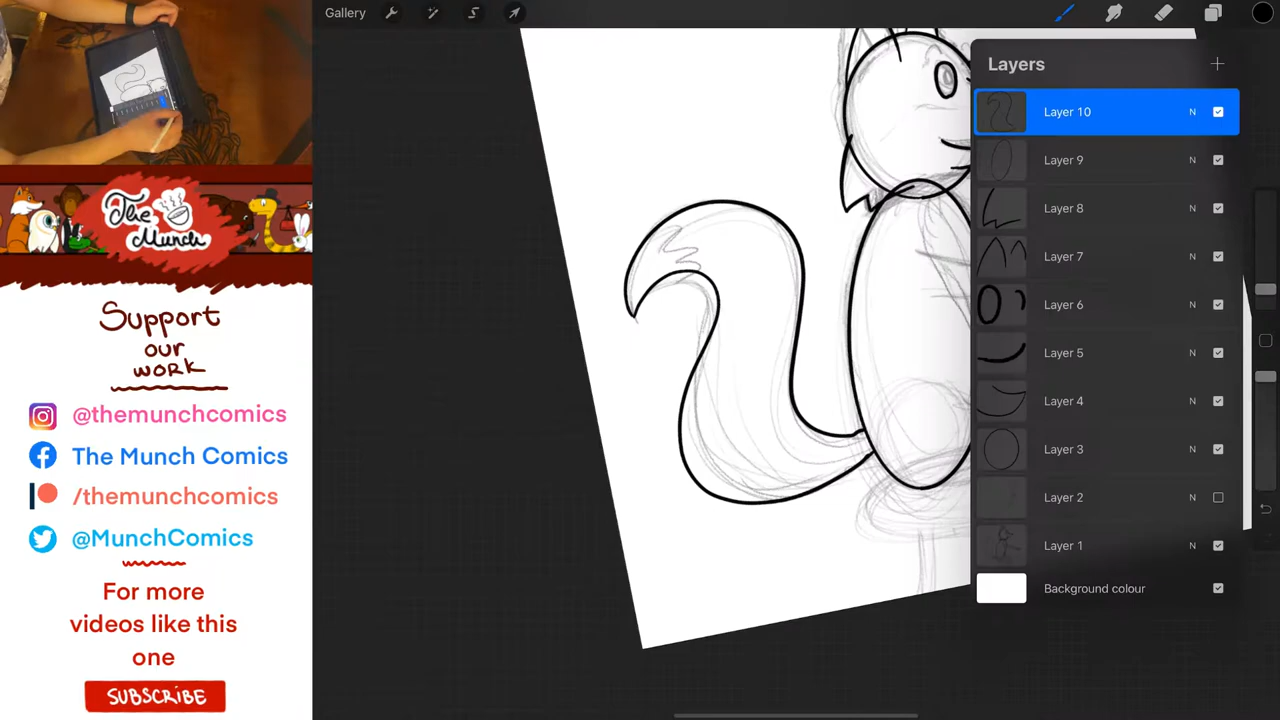 Gallery
The
Munch
Support
our
work
@themunchcomics
The Munch Comics
/themunchcomics
@MunchComics
For more
videos like this
one
SUBSCRIBE
Layers
Layer 10 N
Layer 9 N
Layer 8 N
Layer 7 N
Layer 6 N
Layer 5 N
Layer 4 N
Layer 3 N
Layer 2 N
Layer 1 N
Background colour